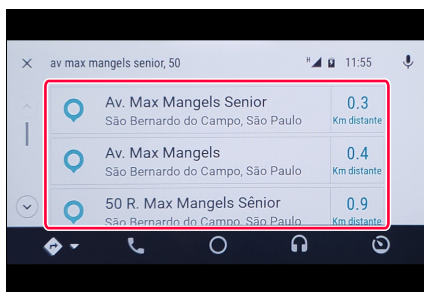 av max mangels senior, 50
H 11:55
Av. Max Mangels Senior
0.3
São Bernardo do Campo, São Paulo
Km distante
Av. Max Mangels
0.4
São Bernardo do Campo, São Paulo
Km distante
50 R. Max Mangels Sênior
0.9
São Bernardo do Campo, São Paulo
Km distante